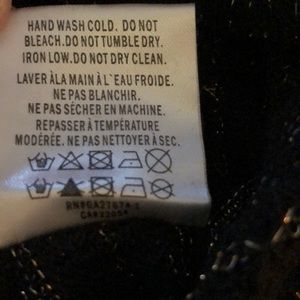 HAND WASH COLD. DO NOT
BLEACH.DO NOT TUMBLE DRY.
IRON LOW.DO NOT DRY CLEAN.
LAVER ÀLA MAIN À L`EAU FROIDE.
NE PAS BLANCHIR.
NE PAS SÉCHER EN MACHINE.
REPASSER À TEMPÉRATURE
MODÉRÉE. NE PAS NETTOYER À SEC.